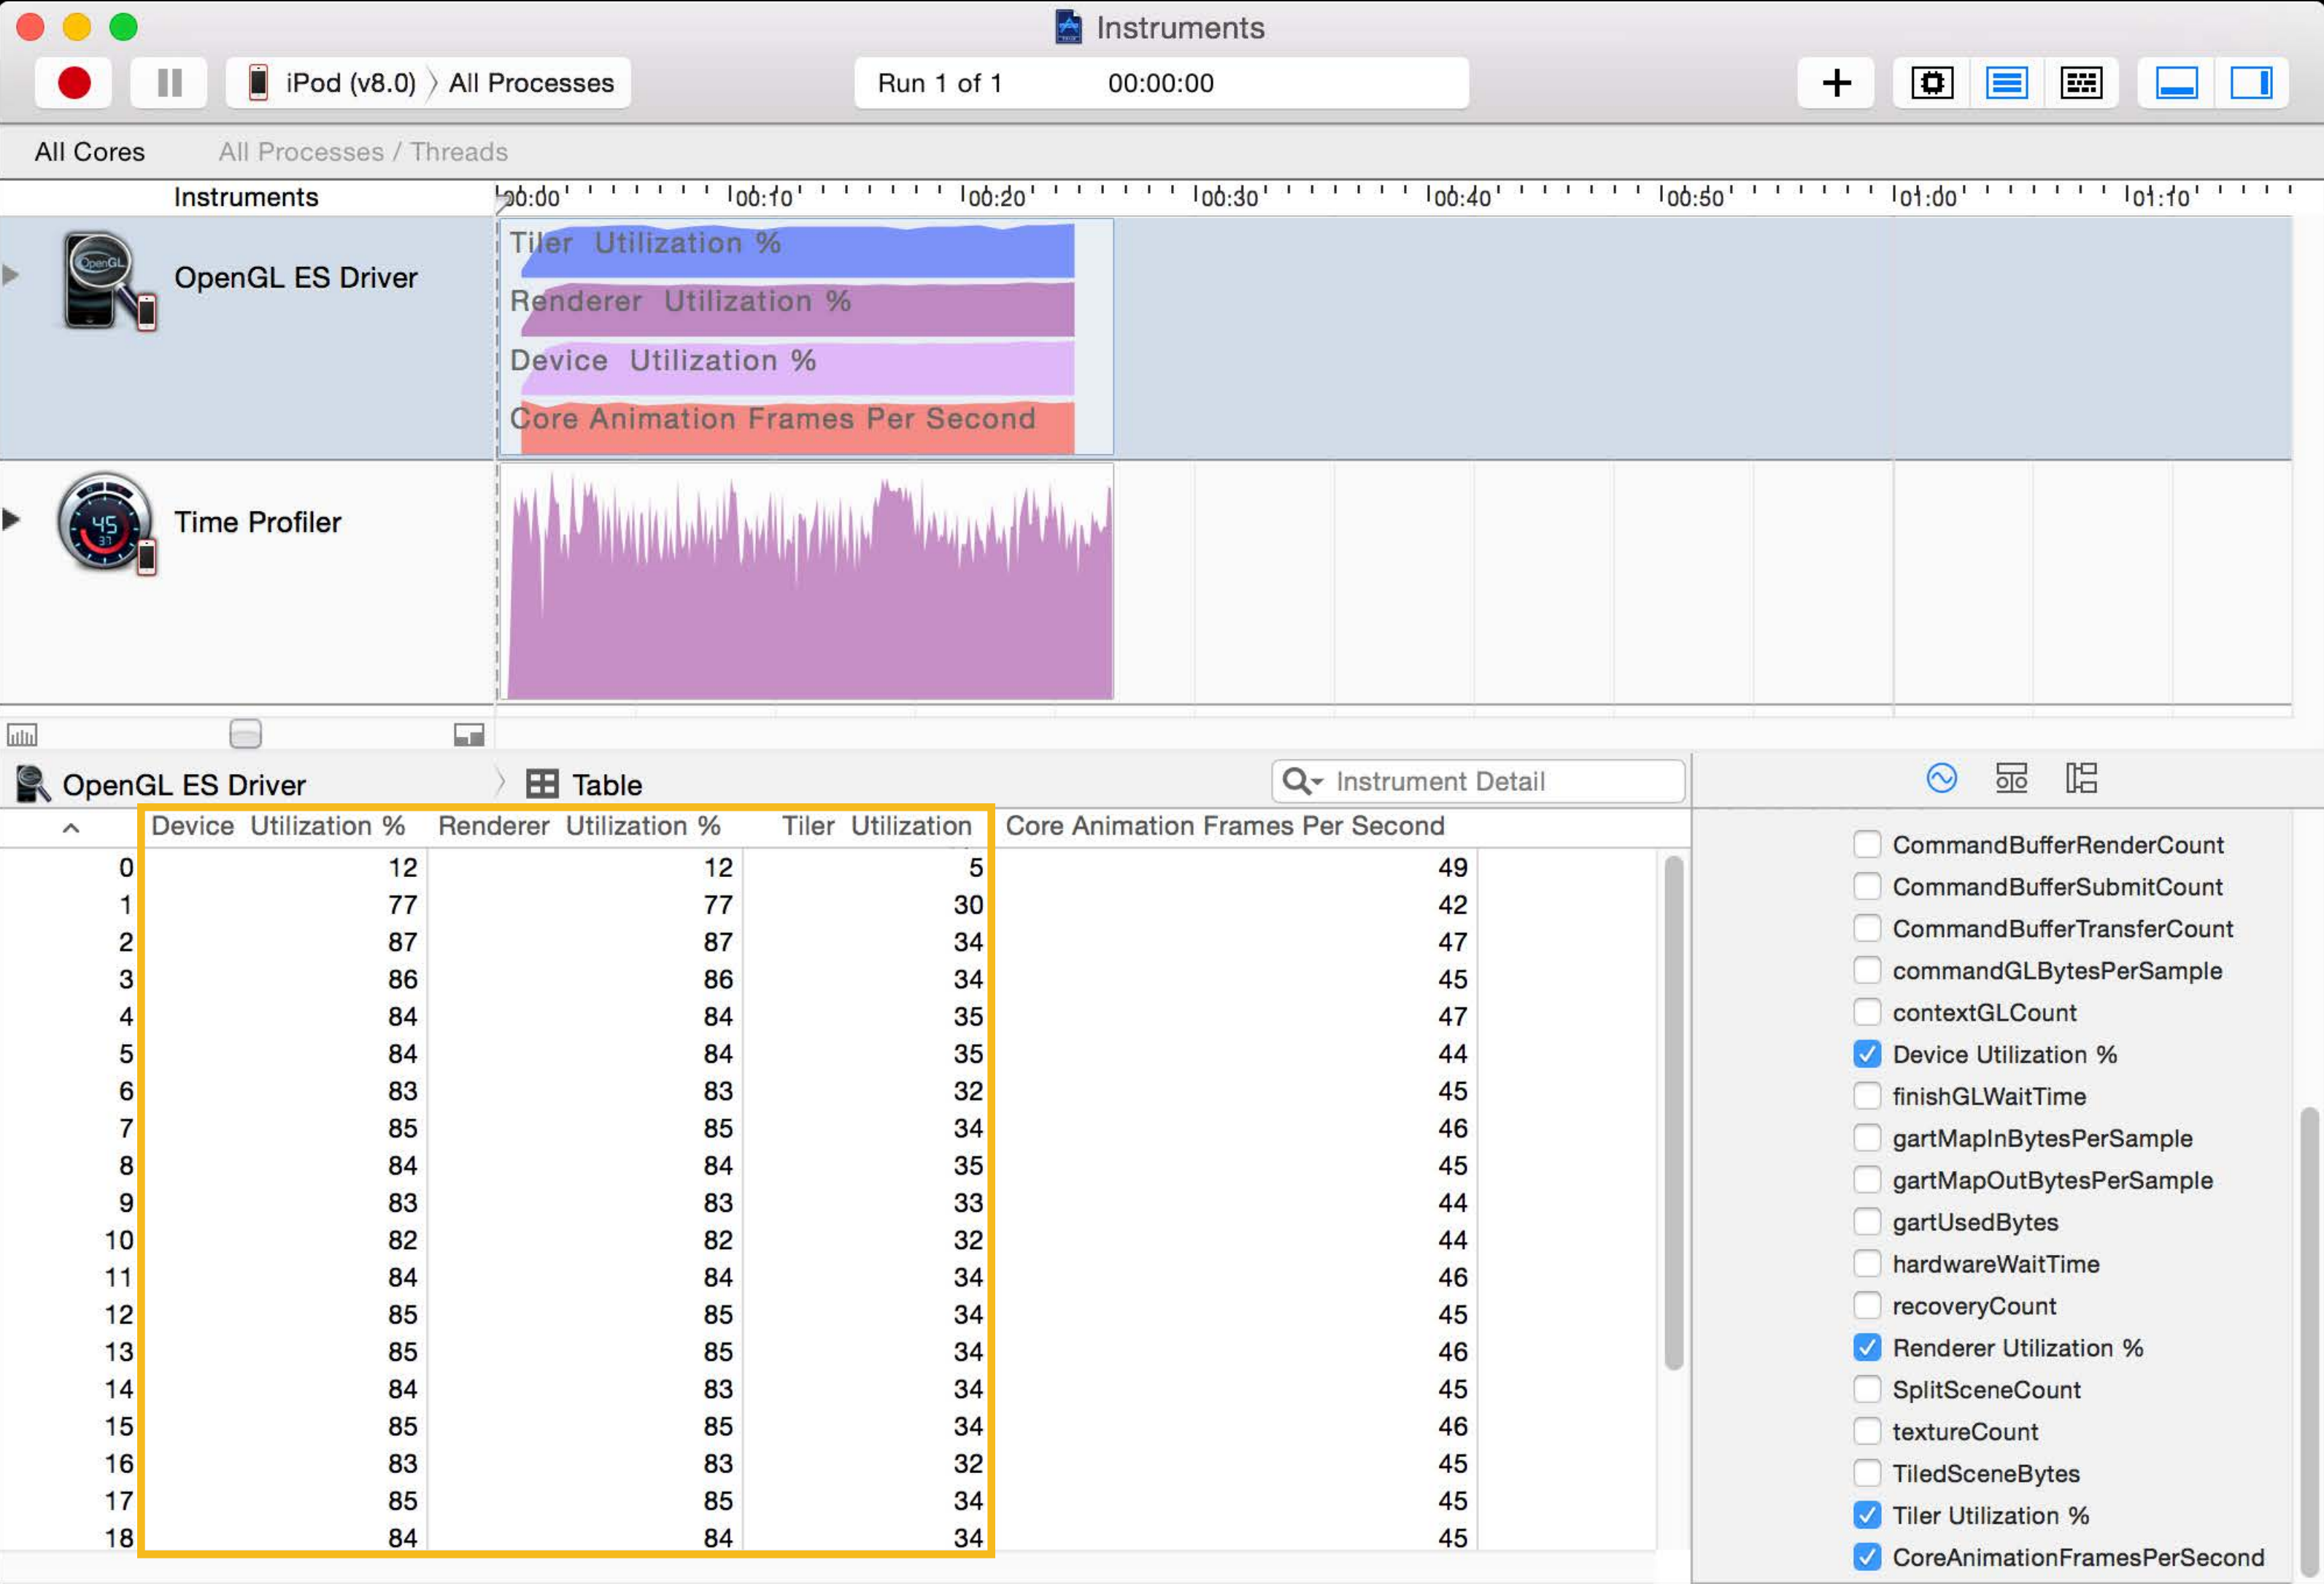 Instruments
iPod (v8.0) 〉 All Processes
Run 1 of 1 00:00:00
All Cores All Processes / Threads
Instruments 00:00 00:10 00:20 00:30 00:40 00:50 01:00 01:10
OpenGL
OpenGL ES Driver
Tiler Utilization %
Renderer Utilization %
Device Utilization %
Core Animation Frames Per Second
45
37
Time Profiler
OpenGL ES Driver 〉 Table Instrument Detail
Device Utilization % Renderer Utilization % Tiler Utilization Core Animation Frames Per Second
0 12 12 5 49
1 77 77 30 42
2 87 87 34 47
3 86 86 34 45
4 84 84 35 47
5 84 84 35 44
6 83 83 32 45
7 85 85 34 46
8 84 84 35 45
9 83 83 33 44
10 82 82 32 44
11 84 84 34 46
12 85 85 34 45
13 85 85 34 46
14 84 83 34 45
15 85 85 34 46
16 83 83 32 45
17 85 85 34 45
18 84 84 34 45
CommandBufferRenderCount
CommandBufferSubmitCount
CommandBufferTransferCount
commandGLBytesPerSample
contextGLCount
Device Utilization %
finishGLWaitTime
gartMapInBytesPerSample
gartMapOutBytesPerSample
gartUsedBytes
hardwareWaitTime
recoveryCount
Renderer Utilization %
SplitSceneCount
textureCount
TiledSceneBytes
Tiler Utilization %
CoreAnimationFramesPerSecond